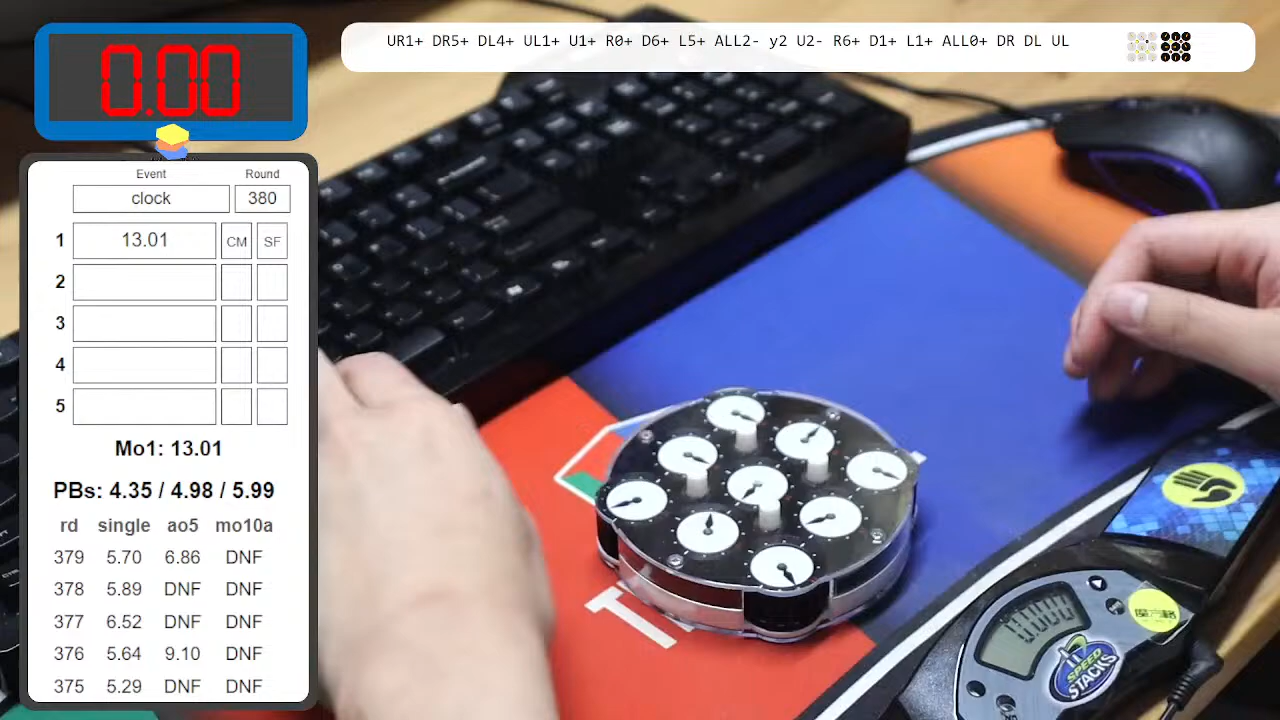 0.00
UR1+ DR5+ DL4+ UL1+ U1+ R0+ D6+ L5+ ALL2- y2 U2- R6+ D1+ L1+ ALL0+ DR DL UL
Event Round
clock 380
1 13.01 CM SF
2
3
4
5
Mo1: 13.01
PBs: 4.35 / 4.98 / 5.99
rd single ao5 mo10a
379 5.70 6.86 DNF
378 5.89 DNF DNF
377 6.52 DNF DNF
376 5.64 9.10 DNF
375 5.29 DNF DNF
0.000
SPEED
STACKS